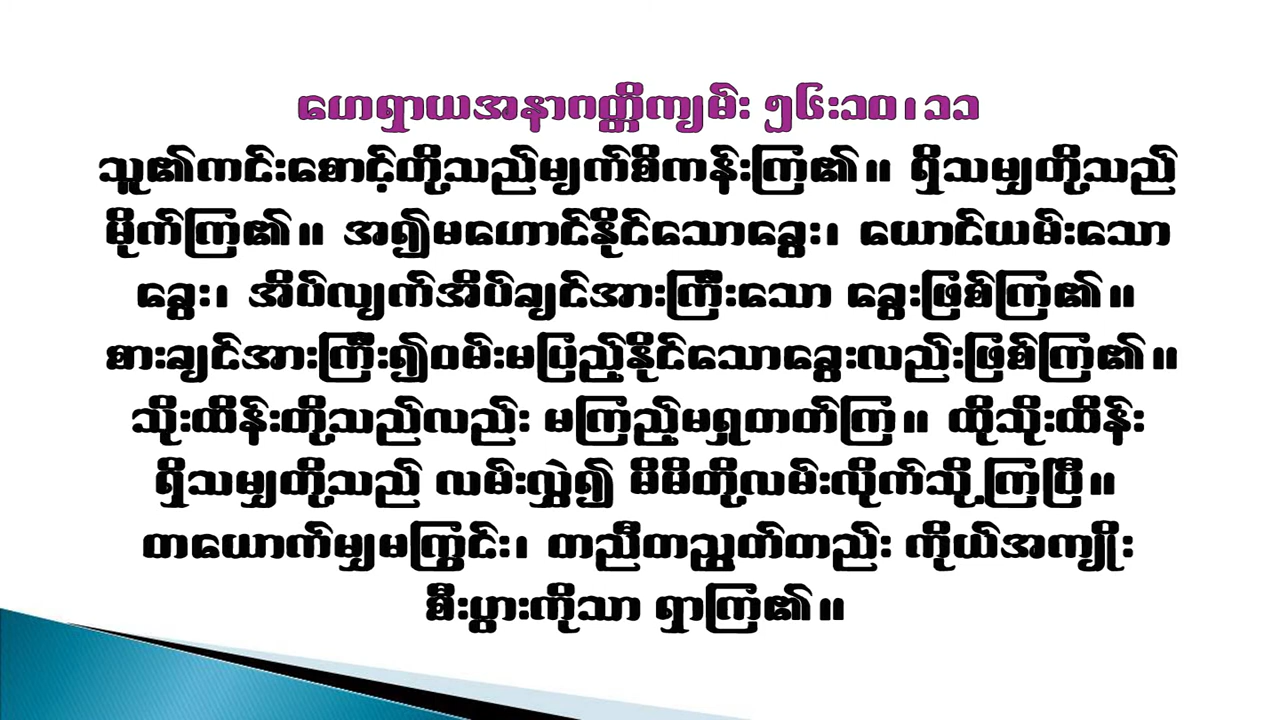 ဟေရှာယအနာဂတ္တိကျမ်း ၅၆:၁၀၊၁၁
သူ၏ကင်းစောင့်တို့သည်မျက်စိကန်းကြ၏။ ရှိသမျှတို့သည်
မိုက်ကြ၏။ အ၍မဟောင်နိုင်သောခွေး၊ ယောင်ယမ်းသော
ခွေး၊ အိပ်လျက်အိပ်ချင်အားကြီးသော ခွေးဖြစ်ကြ၏။
စားချင်အားကြီး၍ဝမ်းမပြည့်နိုင်သောခွေးလည်းဖြစ်ကြ၏။
သိုးထိန်းတို့သည်လည်း မကြည့်မရှုတတ်ကြ။ ထိုသိုးထိန်း
ရှိသမျှတို့သည် လမ်းလွှဲ၍ မိမိတို့လမ်းလိုက်သို့ကြပြီ။
တယောက်မျှမကြွင်း၊ တညီတညွတ်တည်း ကိုယ်အကျိုး
စီးပွားကိုသာ ရှာကြ၏။